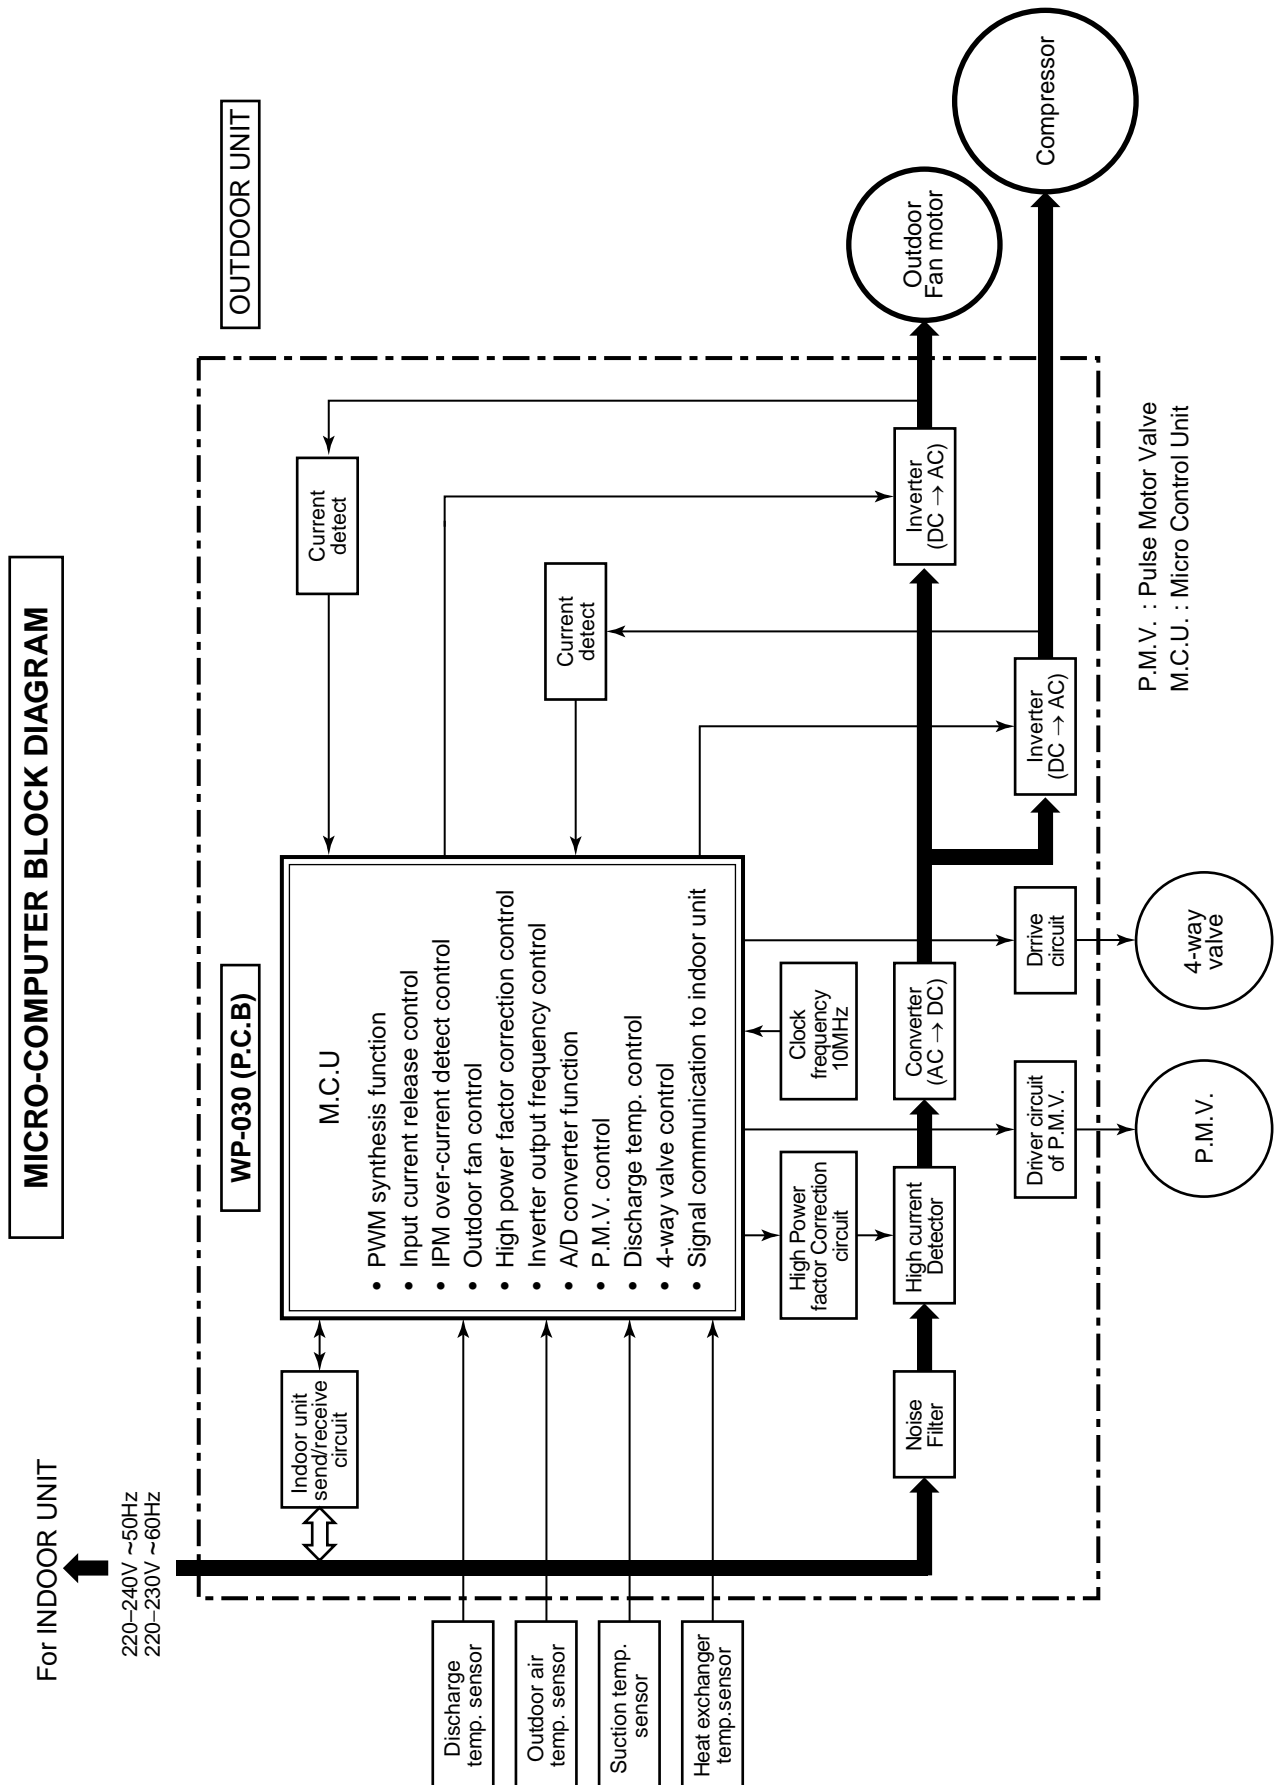 MICRO-COMPUTER BLOCK DIAGRAM
For INDOOR UNIT
220–240V ~50Hz
220–230V ~60Hz
WP-030 (P.C.B)
OUTDOOR UNIT
Indoor unit
send/receive
circuit
M.C.U
• PWM synthesis function
• Input current release control
• IPM over-current detect control
• Outdoor fan control
• High power factor correction control
• Inverter output frequency control
• A/D converter function
• P.M.V. control
• Discharge temp. control
• 4-way valve control
• Signal communication to indoor unit
Current
detect
Current
detect
Discharge
temp. sensor
Outdoor air
temp. sensor
Suction temp.
sensor
Heat exchanger
temp.sensor
High Power
factor Correction
circuit
Clock
frequency
10MHz
Noise
Filter
High current
Detector
Converter
(AC → DC)
Inverter
(DC → AC)
Outdoor
Fan motor
Driver circuit
of P.M.V.
Drrive
circuit
Inverter
(DC → AC)
Compressor
P.M.V.
4-way
valve
P.M.V. : Pulse Motor Valve
M.C.U. : Micro Control Unit